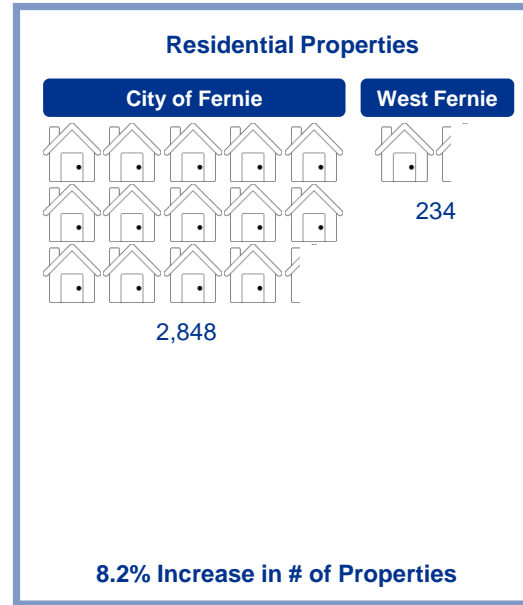 Residential Properties
City of Fernie
West Fernie
234
2,848
8.2% Increase in # of Properties